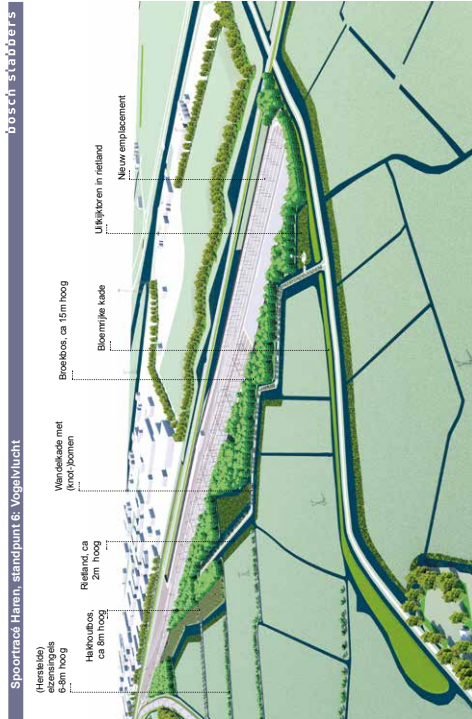 Spoortracé Haren, standpunt 6: Vogelvlucht
bosch slabbers
(Herstelde)
elzensingels
6-8m hoog
Hakhoutbos,
ca 8m hoog
Rietland, ca
2m hoog
Wandelkade met
(knot-)bomen
Broekbos, ca 15m hoog
Bloemrijke kade
Uitkijktoren in rietland
Nieuw emplacement